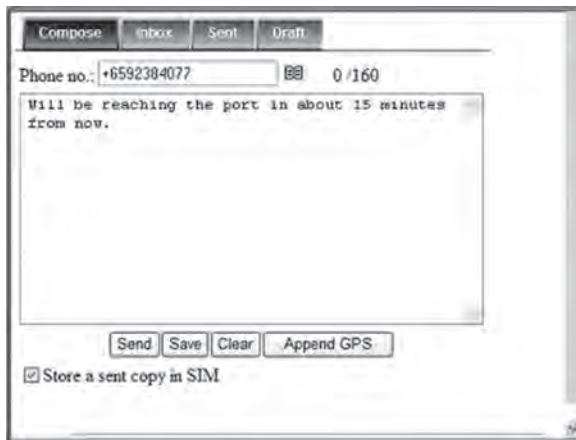 Compose Inbox Sent Draft
Phone no.: +6592384077 0 /160
Will be reaching the port in about 15 minutes
from now.
Send Save Clear Append GPS
Store a sent copy in SIM